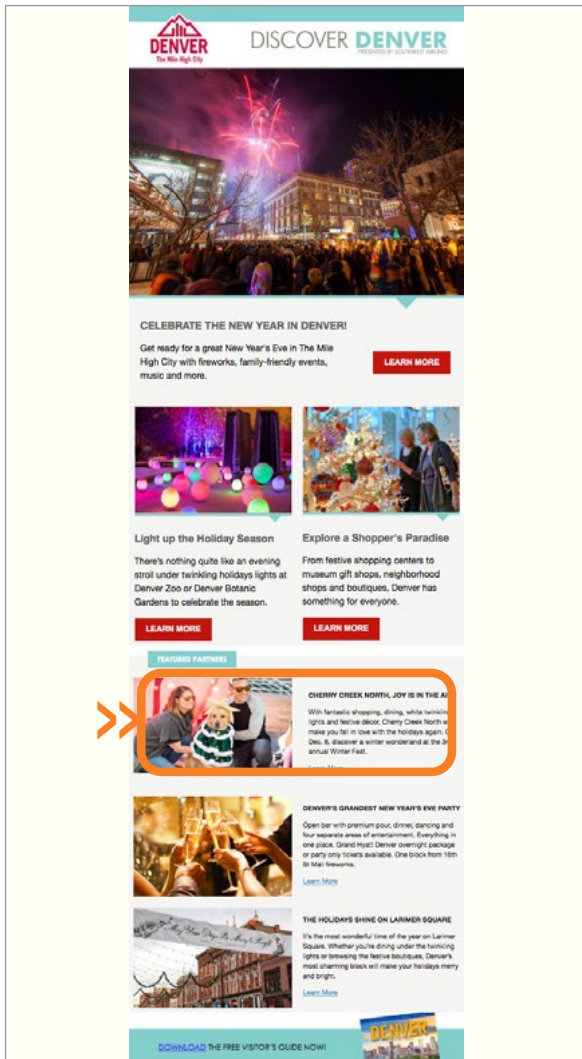 DENVER
The Mile High City
DISCOVER DENVER
PRESENTED BY SOUTHWEST AIRLINES
CELEBRATE THE NEW YEAR IN DENVER!
Get ready for a great New Year's Eve in The Mile
High City with fireworks, family-friendly events,
music and more.
LEARN MORE
Light up the Holiday Season
There's nothing quite like an evening
stroll under twinkling holidays lights at
Denver Zoo or Denver Botanic
Gardens to celebrate the season.
LEARN MORE
Explore a Shopper's Paradise
From festive shopping centers to
museum gift shops, neighborhood
shops and boutiques, Denver has
something for everyone.
LEARN MORE
FEATURED PARTNERS
CHERRY CREEK NORTH, JOY IS IN THE
With fantastic shopping, dining, white
lights and festive décor, Cherry Creek North
make you fall in love with the holidays again.
Dec. 8, discover a winter wonderland at the
annual Winter Fest.
Learn More
DENVER'S GRANDEST NEW YEAR'S EVE PARTY
Open bar with premium pour, dinner, dancing and
four separate areas of entertainment. Everything in
one place. Grand Hyatt Denver overnight package
or party only tickets available. One block from 16th
St Mall fireworks.
Learn More
THE HOLIDAYS SHINE ON LARIMER SQUARE
It's the most wonderful time of the year on Larimer
Square. Whether you're dining under the twinkling
lights or browsing the festive boutiques, Denver's
most charming block will make your holidays merry
and bright.
Learn More
DOWNLOAD THE FREE VISITOR'S GUIDE NOW!
DENVER